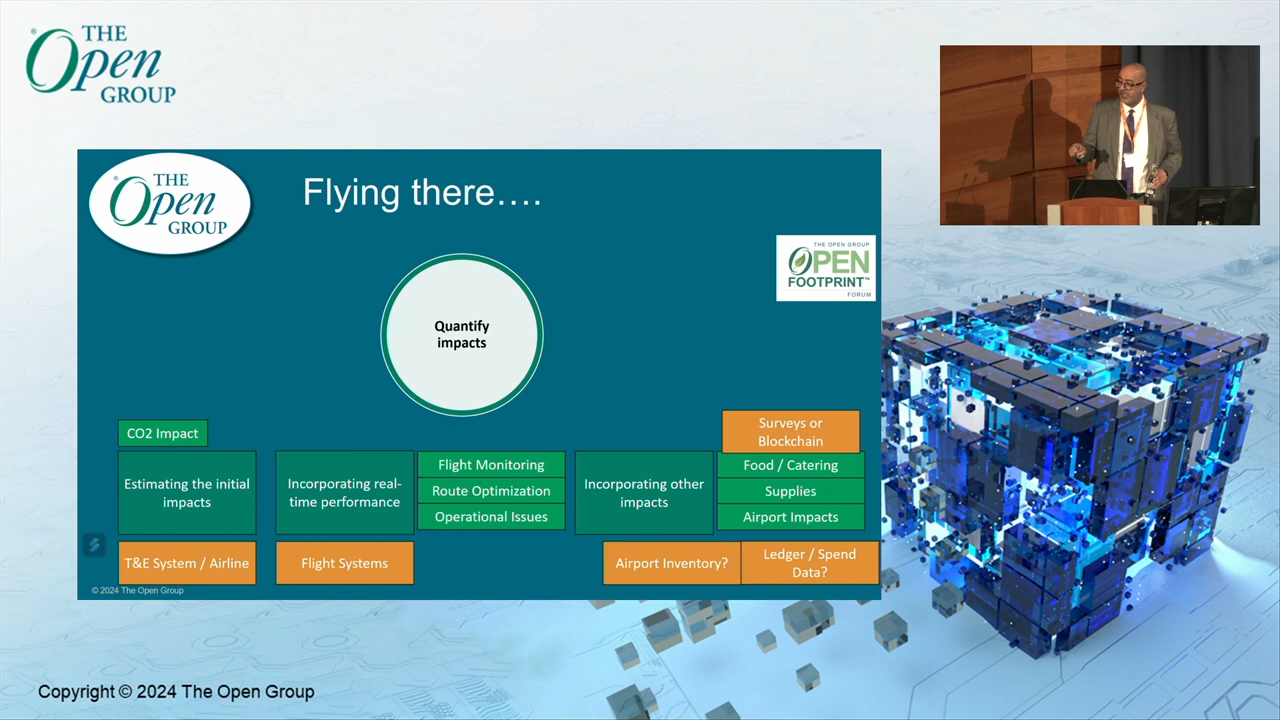 THE
Open
GROUP
THE
Open
GROUP
Flying there....
THE OPEN GROUP
OPEN
FOOTPRINT™
FORUM
Quantify
impacts
CO2 Impact
Estimating the initial
impacts
T&E System / Airline
Incorporating real-
time performance
Flight Systems
Flight Monitoring
Route Optimization
Operational Issues
Incorporating other
impacts
Surveys or
Blockchain
Food / Catering
Supplies
Airport Impacts
Airport Inventory?
Ledger / Spend
Data?
© 2024 The Open Group
Copyright © 2024 The Open Group